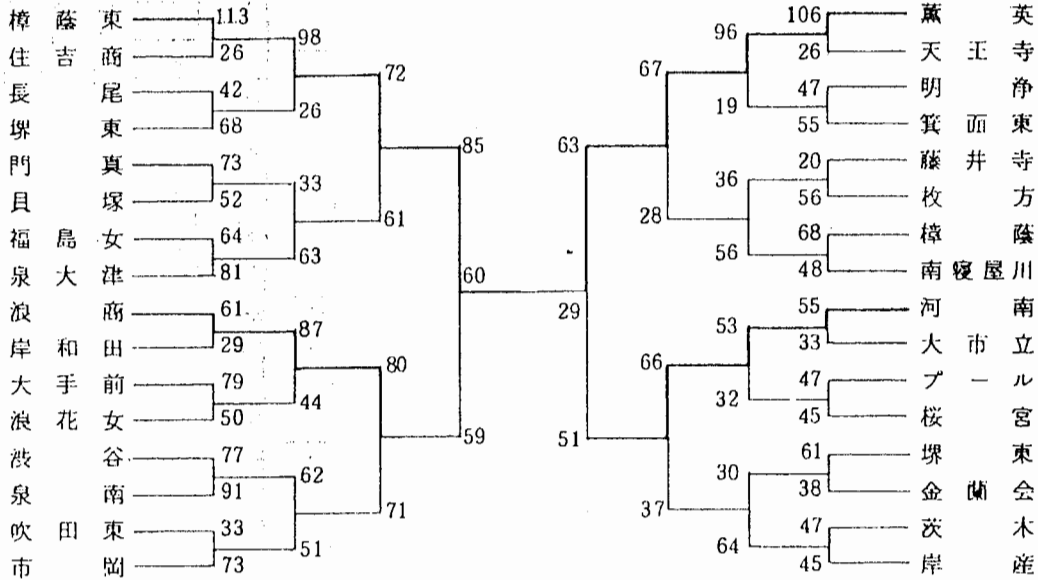 樟蔭東 113
98
住吉商 26
72
長尾 42
26
堺東 68
85
門真 73
33
貝塚 52
61
福島女 64
63
泉大津 81
60
浪商 61
87
岸和田 29
80
大手前 79
44
浪花女 50
59
渋谷 77
62
泉南 91
71
吹田東 33
51
市岡 73
106 薫英
96
26 天王寺
67
47 明浄
19
55 箕面東
63
20 藤井寺
36
56 枚方
28
68 樟蔭
56
48 南寝屋川
29
55 河南
53
33 大市立
66
47 プール
32
45 桜宮
51
61 堺東
30
38 金蘭会
37
47 茨木
64
45 岸産